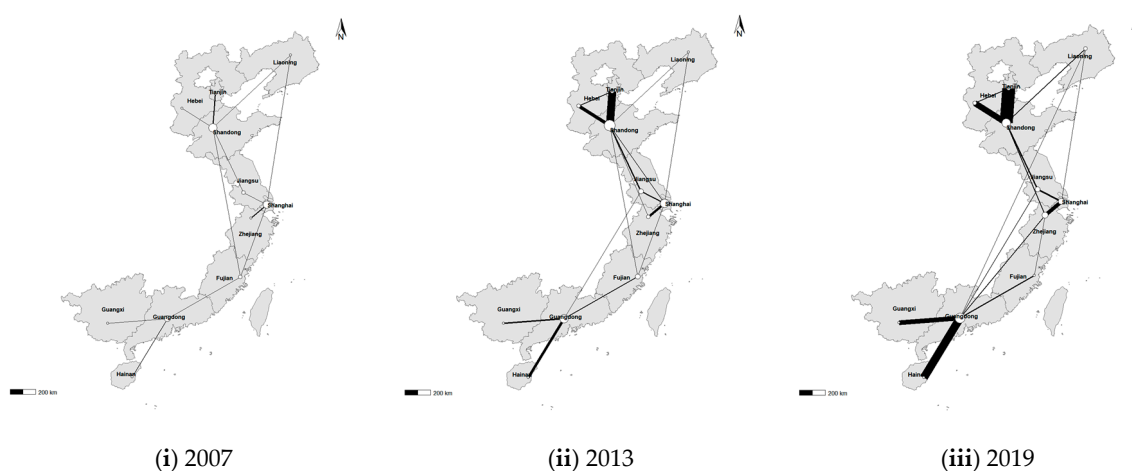 N
Liaoning
Tianjin
Hebei
Shandong
Jiangsu
Shanghai
Zhejiang
Fujian
Guangxi
Guangdong
Hainan
200 km
(i) 2007
N
Liaoning
Tianjin
Hebei
Shandong
Jiangsu
Shanghai
Zhejiang
Fujian
Guangxi
Guangdong
Hainan
200 km
(ii) 2013
Liaoning
Tianjin
Hebei
Shandong
Jiangsu
Shanghai
Zhejiang
Fujian
Guangxi
Guangdong
Hainan
200 km
(iii) 2019